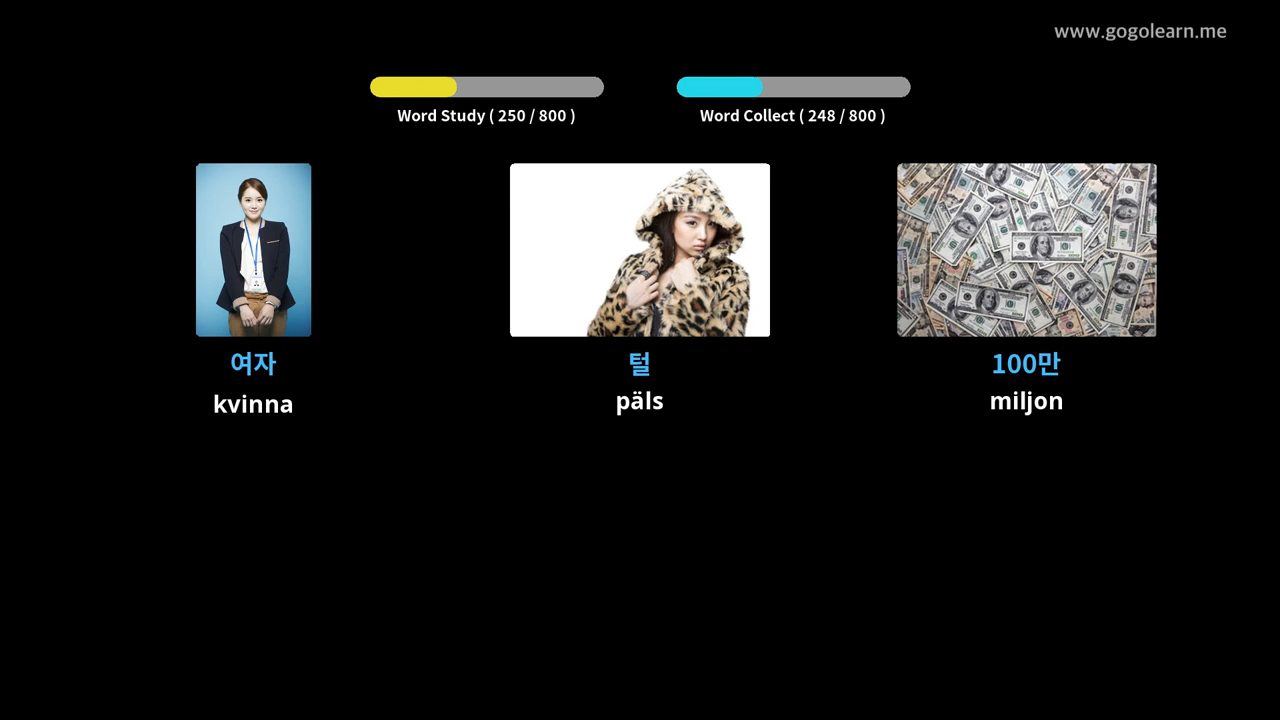 www.gogolearn.me
Word Study ( 250 / 800 )
Word Collect ( 248 / 800 )
여자
kvinna
털
päls
100만
miljon